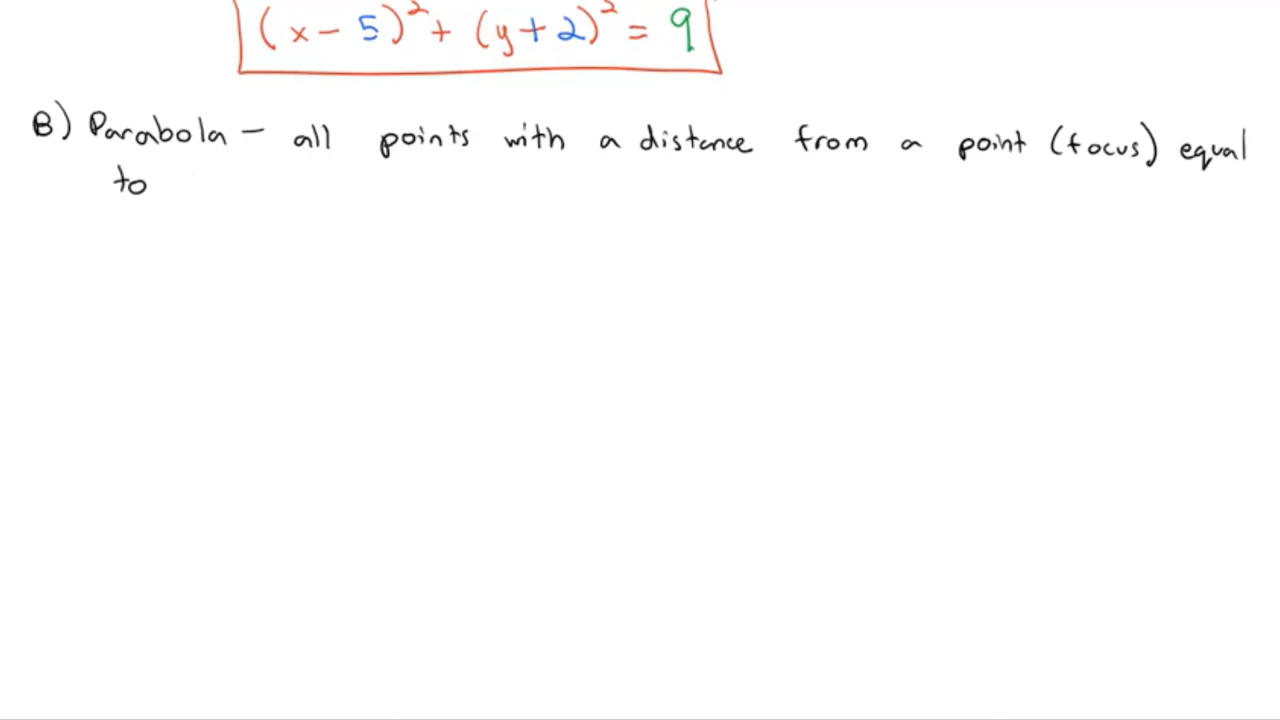 (x - 5)² + (y + 2)² = 9
B) Parabola - all points with a distance from a point (focus) equal
to